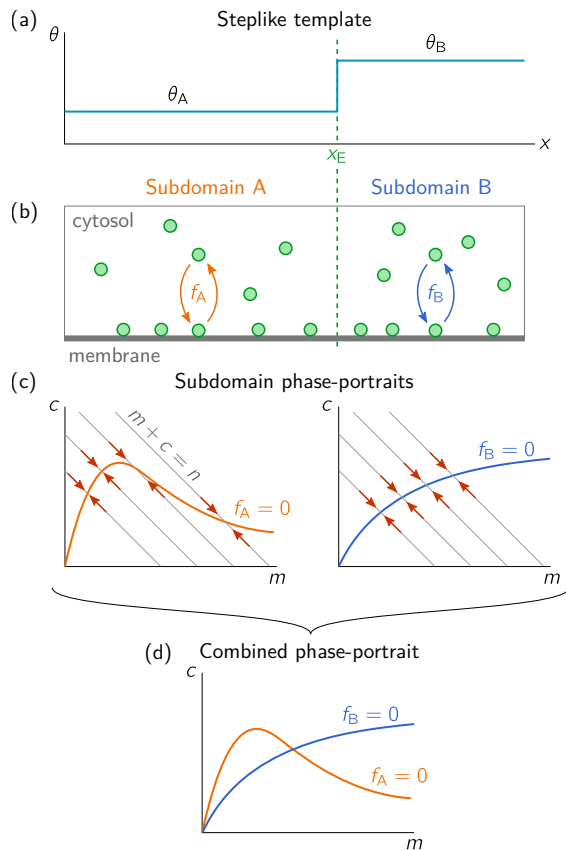 (a)
Steplike template
θ
θA
θB
x
xE
Subdomain A
Subdomain B
(b)
cytosol
fA
fB
membrane
(c)
Subdomain phase-portraits
c
m + c = n
fA = 0
m
c
fB = 0
m
(d)
Combined phase-portrait
c
fB = 0
fA = 0
m